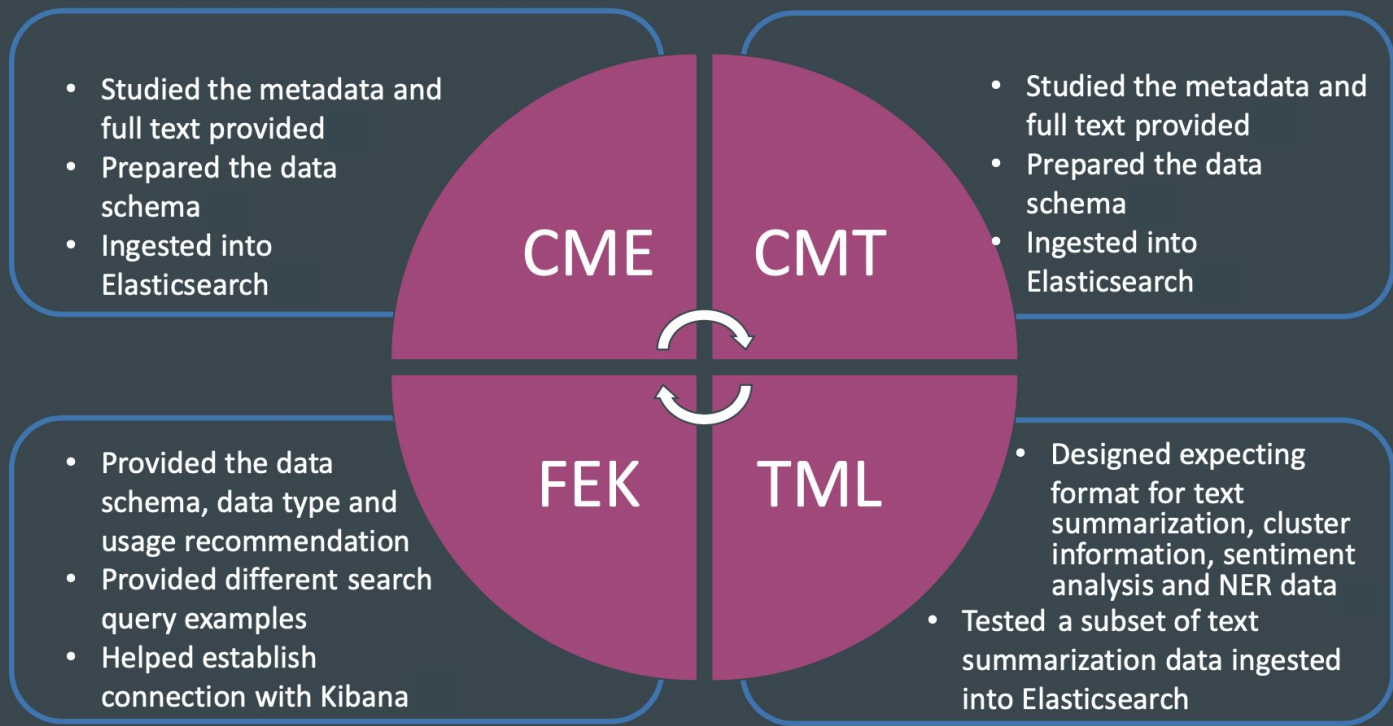 • Studied the metadata and
full text provided
• Prepared the data
schema
• Ingested into
Elasticsearch
CME
• Studied the metadata and
full text provided
• Prepared the data
schema
• Ingested into
Elasticsearch
CMT
• Provided the data
schema, data type and
usage recommendation
• Provided different search
query examples
• Helped establish
connection with Kibana
FEK
• Designed expecting
format for text
summarization, cluster
information, sentiment
analysis and NER data
• Tested a subset of text
summarization data ingested
into Elasticsearch
TML